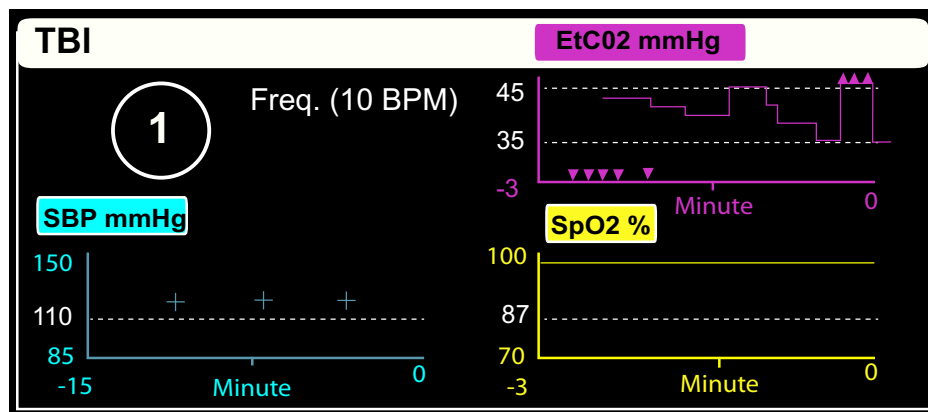 TBI
EtC02 mmHg
1
Freq. (10 BPM)
45
35
-3
Minute
0
SBP mmHg
150
110
85
-15
Minute
0
SpO2 %
100
87
70
-3
Minute
0